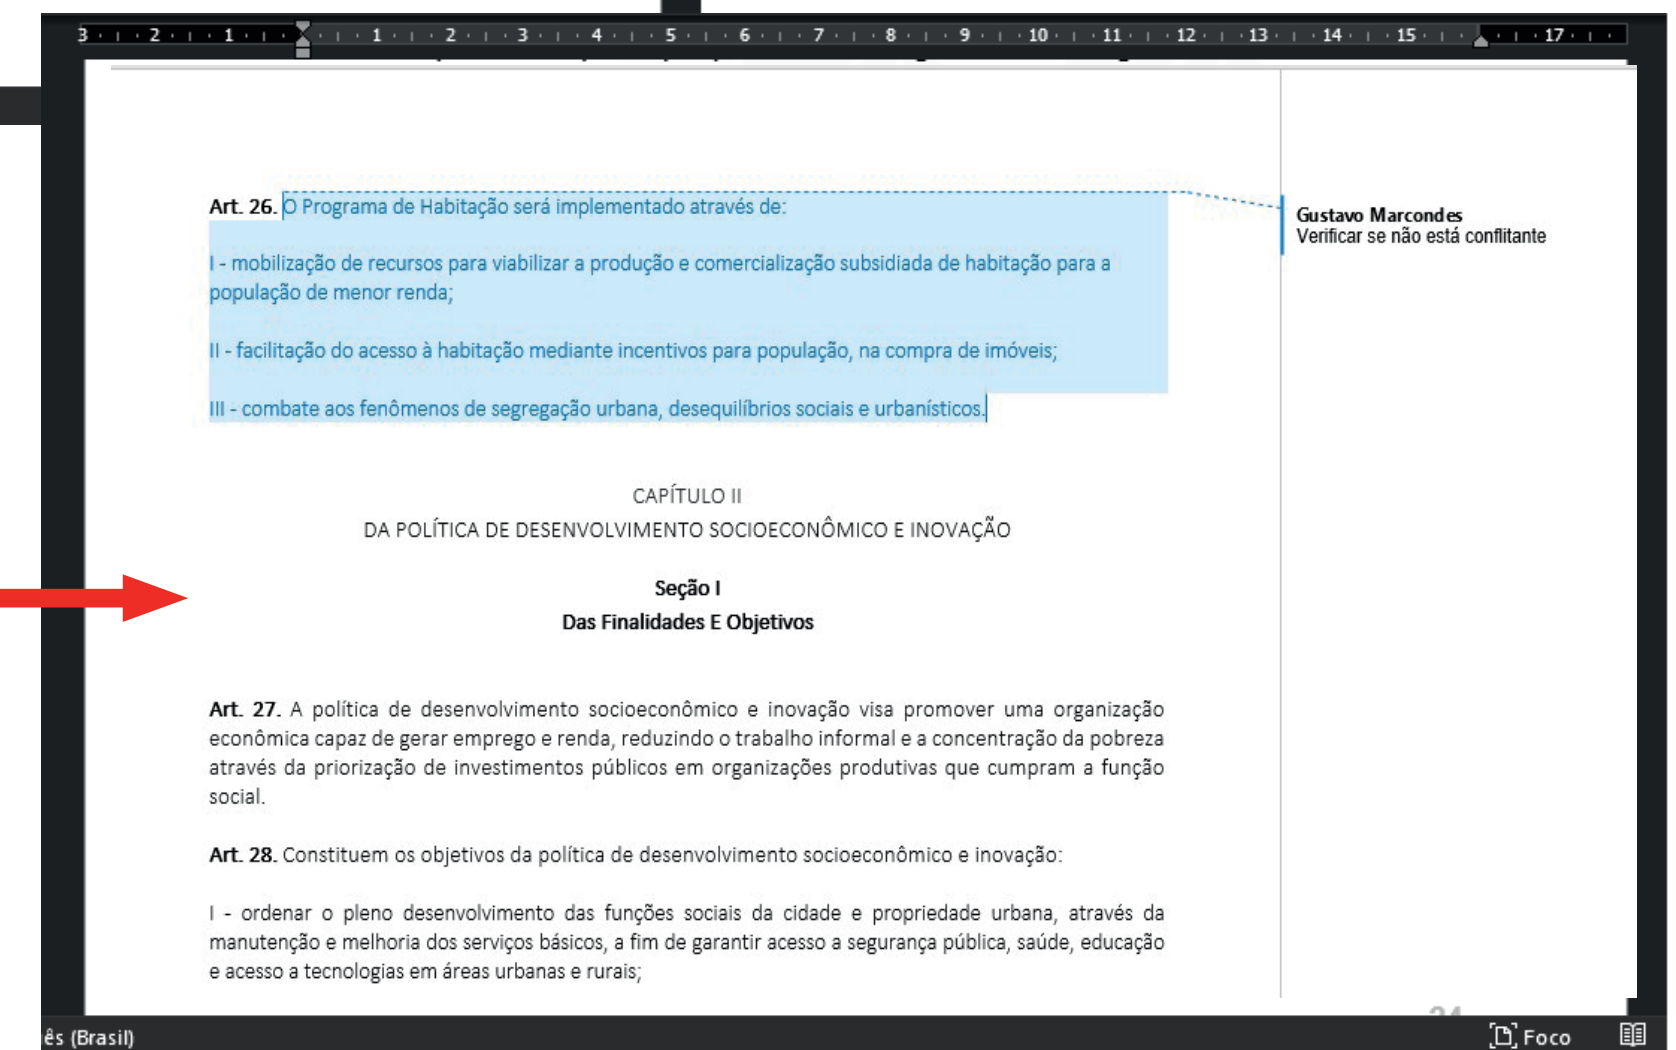 3 2 1 1 2 3 4 5 6 7 8 9 10 11 12 13 14 15 17
Art. 26. O Programa de Habitação será implementado através de:
I - mobilização de recursos para viabilizar a produção e comercialização subsidiada de habitação para a
população de menor renda;
II - facilitação do acesso à habitação mediante incentivos para população, na compra de imóveis;
III - combate aos fenômenos de segregação urbana, desequilíbrios sociais e urbanísticos.
Gustavo Marcondes
Verificar se não está conflitante
CAPÍTULO II
DA POLÍTICA DE DESENVOLVIMENTO SOCIOECONÔMICO E INOVAÇÃO
Seção I
Das Finalidades E Objetivos
Art. 27. A política de desenvolvimento socioeconômico e inovação visa promover uma organização
econômica capaz de gerar emprego e renda, reduzindo o trabalho informal e a concentração da pobreza
através da priorização de investimentos públicos em organizações produtivas que cumpram a função
social.
Art. 28. Constituem os objetivos da política de desenvolvimento socioeconômico e inovação:
I - ordenar o pleno desenvolvimento das funções sociais da cidade e propriedade urbana, através da
manutenção e melhoria dos serviços básicos, a fim de garantir acesso a segurança pública, saúde, educação
e acesso a tecnologias em áreas urbanas e rurais;
ês (Brasil)
Foco